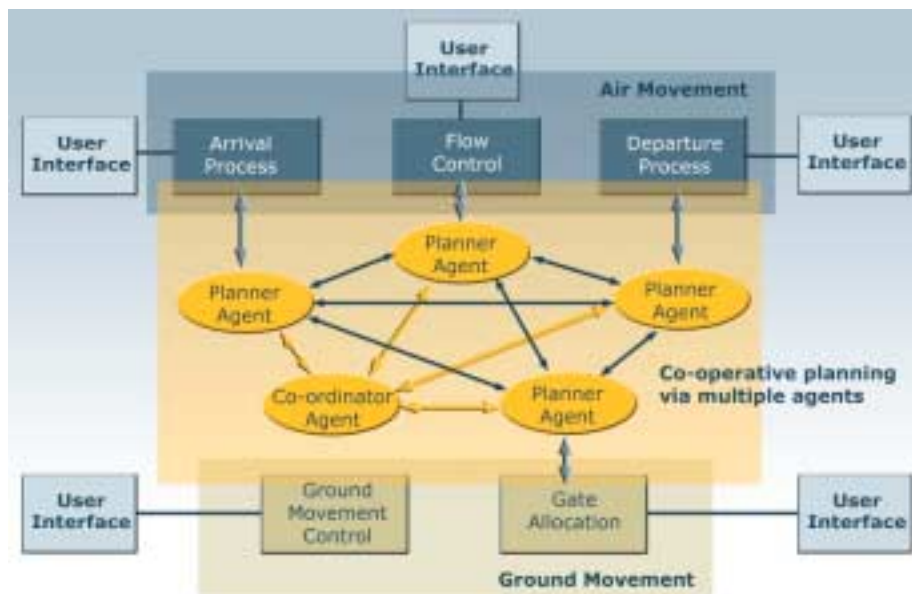 User
Interface
Air Movement
User
Interface
Arrival
Process
Flow
Control
Departure
Process
User
Interface
Planner
Agent
Planner
Agent
Planner
Agent
Co-operative planning
via multiple agents
Co-ordinator
Agent
Planner
Agent
User
Interface
Ground
Movement
Control
Gate
Allocation
User
Interface
Ground Movement